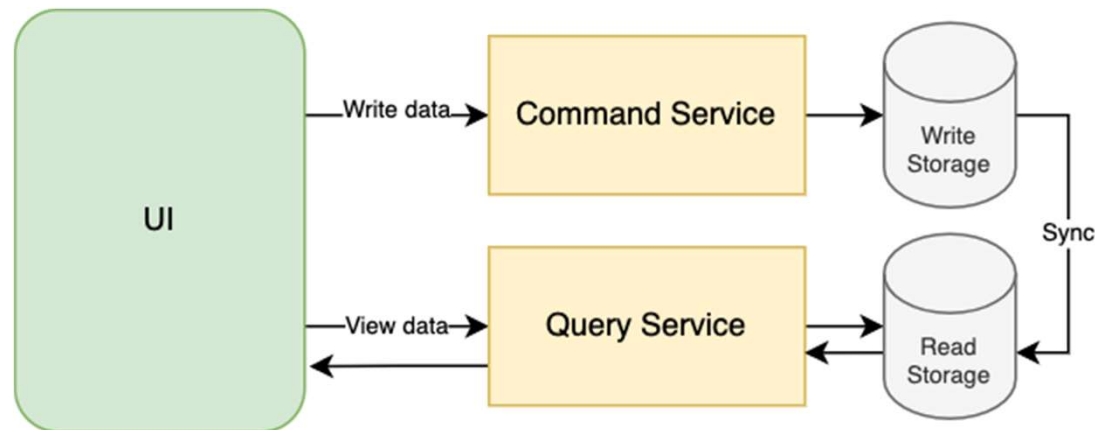 UI
Write data
Command Service
Write
Storage
Sync
View data
Query Service
Read
Storage